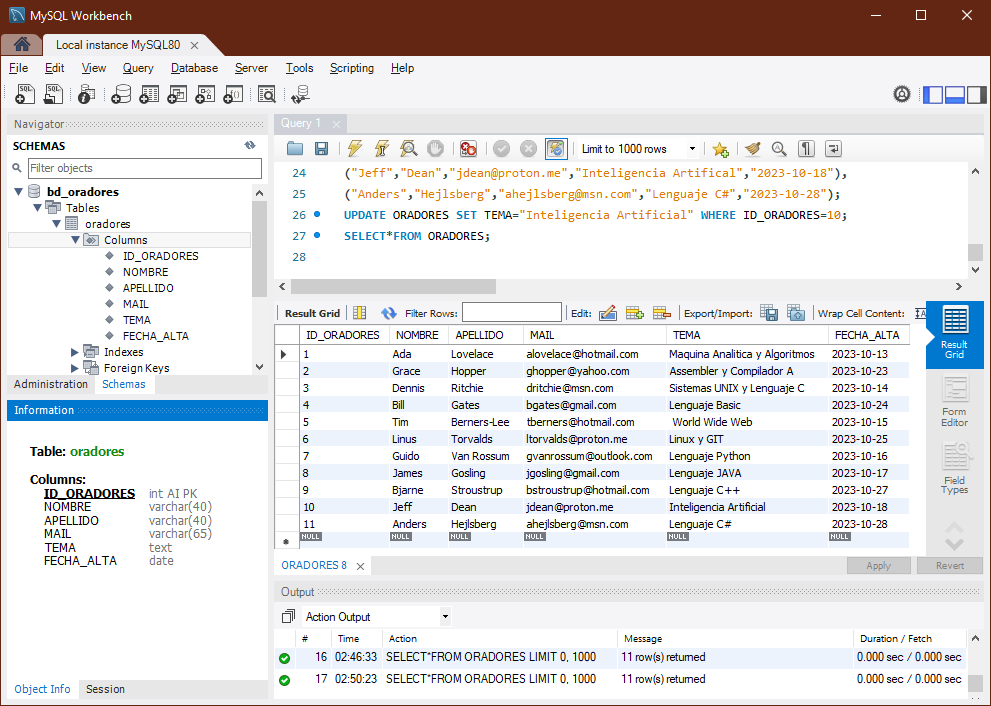 MySQL Workbench
Local instance MySQL80
File Edit View Query Database Server Tools Scripting Help
Navigator
SCHEMAS
Filter objects
bd_oradores
Tables
oradores
Columns
ID_ORADORES
NOMBRE
APELLIDO
MAIL
TEMA
FECHA_ALTA
Indexes
Foreign Keys
Administration Schemas
Information
Table: oradores
Columns:
ID_ORADORES int AI PK
NOMBRE varchar(40)
APELLIDO varchar(40)
MAIL varchar(65)
TEMA text
FECHA_ALTA date
Object Info Session
Query 1
Limit to 1000 rows
24 ("Jeff","Dean","jdean@proton.me","Inteligencia Artifical","2023-10-18"),
25 ("Anders","Hejlsberg","ahejlsberg@msn.com","Lenguaje C#","2023-10-28");
26 UPDATE ORADORES SET TEMA="Inteligencia Artificial" WHERE ID_ORADORES=10;
27 SELECT*FROM ORADORES;
28
Result Grid Filter Rows: Edit: Export/Import: Wrap Cell Content:
ID_ORADORES NOMBRE APELLIDO MAIL TEMA FECHA_ALTA
1 Ada Lovelace alovelace@hotmail.com Maquina Analitica y Algoritmos 2023-10-13
2 Grace Hopper ghopper@yahoo.com Assembler y Compilador A 2023-10-23
3 Dennis Ritchie dritchie@msn.com Sistemas UNIX y Lenguaje C 2023-10-14
4 Bill Gates bgates@gmail.com Lenguaje Basic 2023-10-24
5 Tim Berners-Lee tberners@hotmail.com World Wide Web 2023-10-15
6 Linus Torvalds ltorvalds@proton.me Linux y GIT 2023-10-25
7 Guido Van Rossum gvanrossum@outlook.com Lenguaje Python 2023-10-16
8 James Gosling jgosling@gmail.com Lenguaje JAVA 2023-10-17
9 Bjarne Stroustrup bstroustrup@hotmail.com Lenguaje C++ 2023-10-27
10 Jeff Dean jdean@proton.me Inteligencia Artificial 2023-10-18
11 Anders Hejlsberg ahejlsberg@msn.com Lenguaje C# 2023-10-28
NULL NULL NULL NULL NULL NULL
Result
Grid
Form
Editor
Field
Types
ORADORES 8
Apply Revert
Output
Action Output
# Time Action Message Duration / Fetch
16 02:46:33 SELECT*FROM ORADORES LIMIT 0, 1000 11 row(s) returned 0.000 sec / 0.000 sec
17 02:50:23 SELECT*FROM ORADORES LIMIT 0, 1000 11 row(s) returned 0.000 sec / 0.000 sec